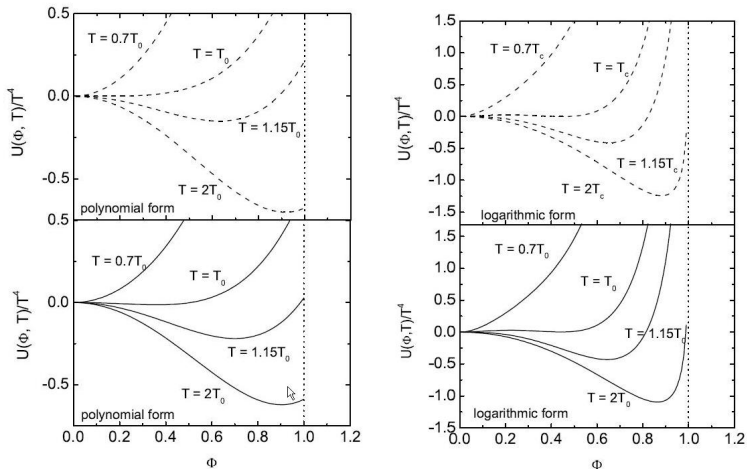 0.5
T = 0.7T0
T = T0
0.0
T = 1.15T0
-0.5
T = 2T0
polynomial form
U(Φ, T)/T⁴
0.5
T = 0.7T0
T = T0
0.0
T = 1.15T0
-0.5
T = 2T0
polynomial form
U(Φ, T)/T⁴
0.0 0.2 0.4 0.6 0.8 1.0 1.2
Φ
1.5
T = 0.7Tc
1.0
T = Tc
0.5
0.0
T = 1.15Tc
-0.5
T = 2Tc
-1.0
-1.5
logarithmic form
U(Φ,T)/T⁴
1.5
T = 0.7T0
1.0
T = T0
0.5
0.0
T = 1.15T0
-0.5
-1.0
T = 2T0
logarithmic form
-1.5
U(Φ,T)/T⁴
0.0 0.2 0.4 0.6 0.8 1.0 1.2
Φ